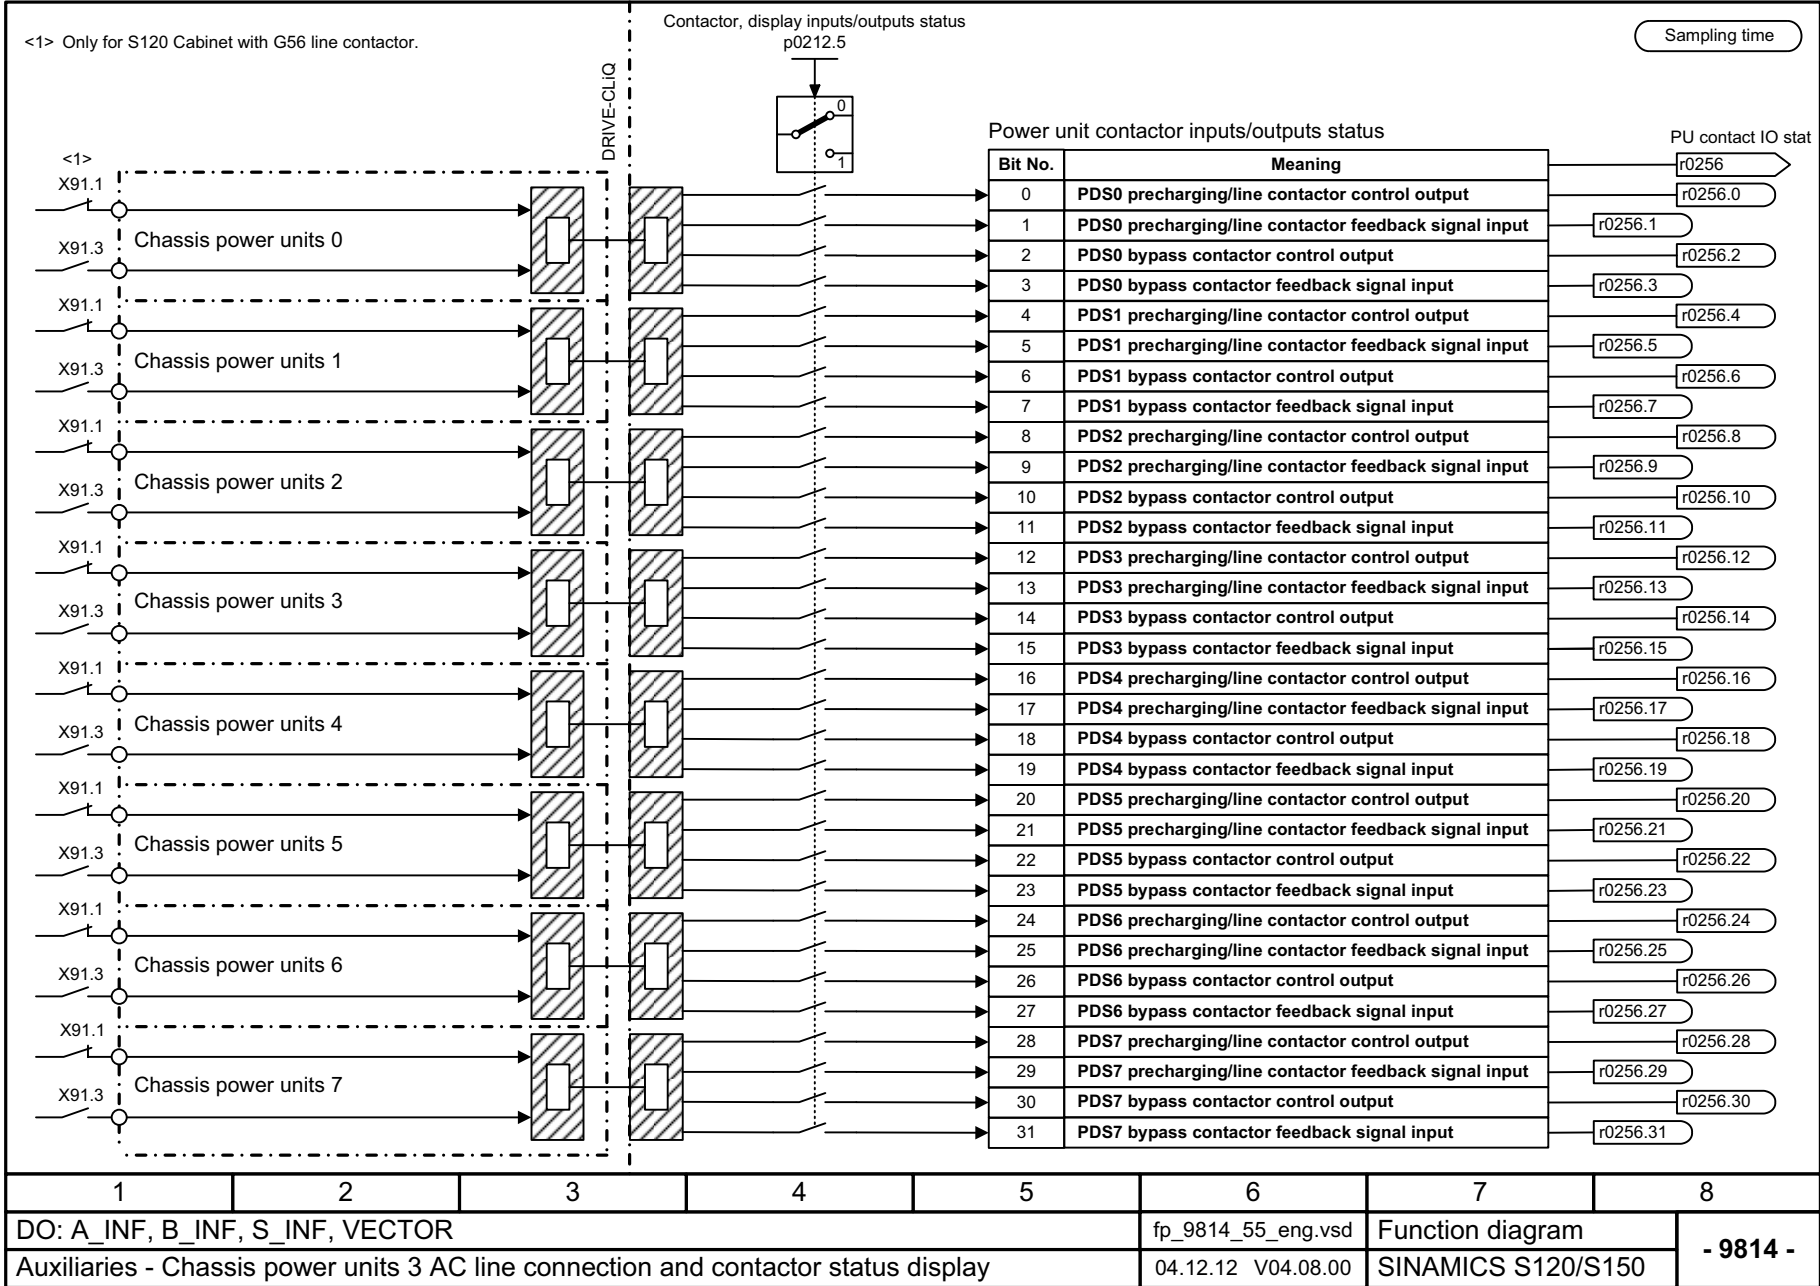 <1> Only for S120 Cabinet with G56 line contactor.
Contactor, display inputs/outputs status
p0212.5
Sampling time
DRIVE-CLiQ
0
1
Power unit contactor inputs/outputs status
PU contact IO stat
Bit No. Meaning r0256
0 PDS0 precharging/line contactor control output r0256.0
1 PDS0 precharging/line contactor feedback signal input r0256.1
2 PDS0 bypass contactor control output r0256.2
3 PDS0 bypass contactor feedback signal input r0256.3
4 PDS1 precharging/line contactor control output r0256.4
5 PDS1 precharging/line contactor feedback signal input r0256.5
6 PDS1 bypass contactor control output r0256.6
7 PDS1 bypass contactor feedback signal input r0256.7
8 PDS2 precharging/line contactor control output r0256.8
9 PDS2 precharging/line contactor feedback signal input r0256.9
10 PDS2 bypass contactor control output r0256.10
11 PDS2 bypass contactor feedback signal input r0256.11
12 PDS3 precharging/line contactor control output r0256.12
13 PDS3 precharging/line contactor feedback signal input r0256.13
14 PDS3 bypass contactor control output r0256.14
15 PDS3 bypass contactor feedback signal input r0256.15
16 PDS4 precharging/line contactor control output r0256.16
17 PDS4 precharging/line contactor feedback signal input r0256.17
18 PDS4 bypass contactor control output r0256.18
19 PDS4 bypass contactor feedback signal input r0256.19
20 PDS5 precharging/line contactor control output r0256.20
21 PDS5 precharging/line contactor feedback signal input r0256.21
22 PDS5 bypass contactor control output r0256.22
23 PDS5 bypass contactor feedback signal input r0256.23
24 PDS6 precharging/line contactor control output r0256.24
25 PDS6 precharging/line contactor feedback signal input r0256.25
26 PDS6 bypass contactor control output r0256.26
27 PDS6 bypass contactor feedback signal input r0256.27
28 PDS7 precharging/line contactor control output r0256.28
29 PDS7 precharging/line contactor feedback signal input r0256.29
30 PDS7 bypass contactor control output r0256.30
31 PDS7 bypass contactor feedback signal input r0256.31
<1>
X91.1
Chassis power units 0
X91.3
X91.1
Chassis power units 1
X91.3
X91.1
Chassis power units 2
X91.3
X91.1
Chassis power units 3
X91.3
X91.1
Chassis power units 4
X91.3
X91.1
Chassis power units 5
X91.3
X91.1
Chassis power units 6
X91.3
X91.1
Chassis power units 7
X91.3
1 2 3 4 5 6 7 8
DO: A_INF, B_INF, S_INF, VECTOR fp_9814_55_eng.vsd Function diagram
- 9814 -
Auxiliaries - Chassis power units 3 AC line connection and contactor status display 04.12.12 V04.08.00 SINAMICS S120/S150